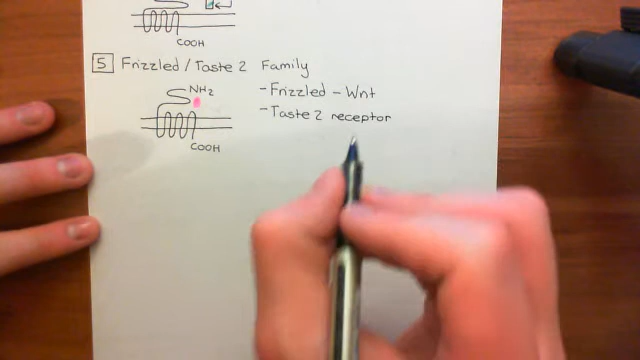 COOH
5 Frizzled / Taste 2 Family
NH2
- Frizzled - Wnt
- Taste 2 receptor
COOH